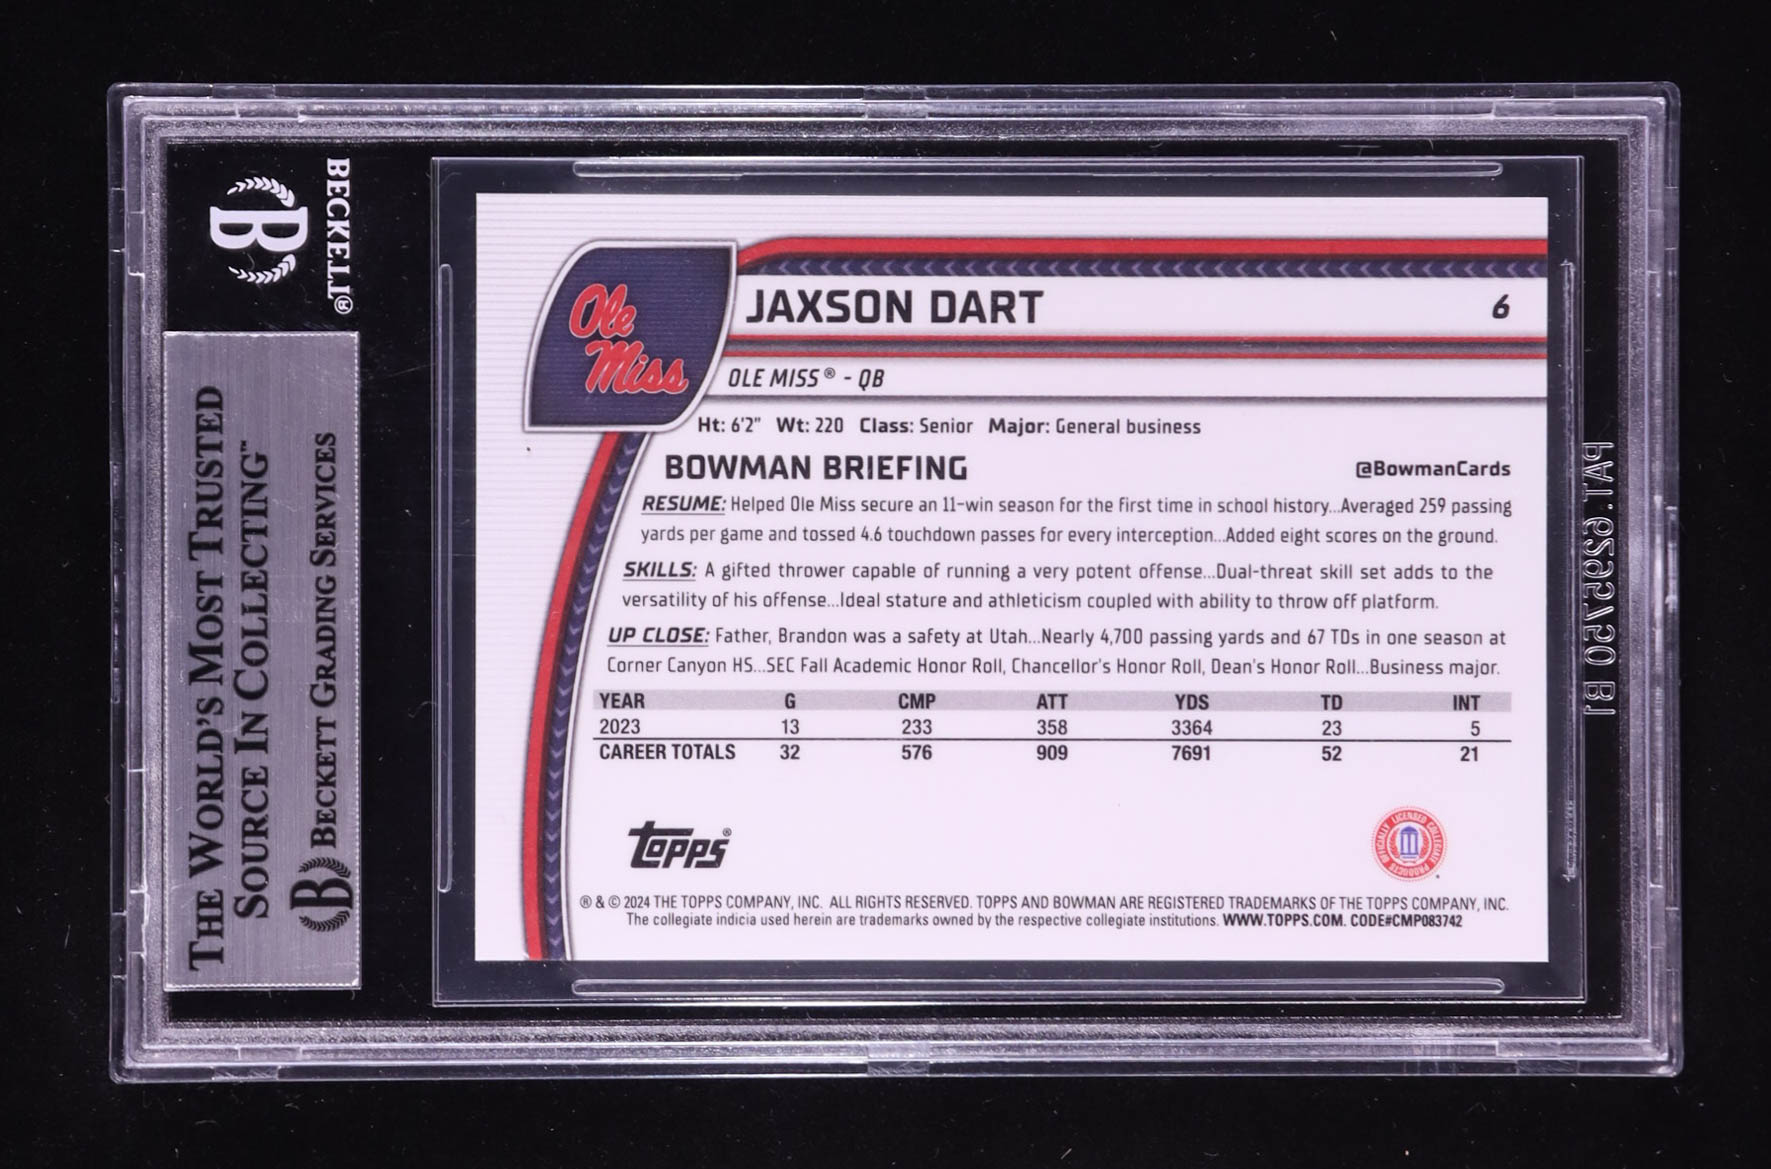 BECKETT®
B
THE WORLD'S MOST TRUSTED
SOURCE IN COLLECTING™
B BECKETT GRADING SERVICES
Ole
Miss
JAXSON DART
6
OLE MISS® - QB
Ht: 6'2" Wt: 220 Class: Senior Major: General business
BOWMAN BRIEFING
@BowmanCards
RESUME: Helped Ole Miss secure an 11-win season for the first time in school history...Averaged 259 passing
yards per game and tossed 4.6 touchdown passes for every interception...Added eight scores on the ground.
SKILLS: A gifted thrower capable of running a very potent offense...Dual-threat skill set adds to the
versatility of his offense...Ideal stature and athleticism coupled with ability to throw off platform.
UP CLOSE: Father, Brandon was a safety at Utah...Nearly 4,700 passing yards and 67 TDs in one season at
Corner Canyon HS...SEC Fall Academic Honor Roll, Chancellor's Honor Roll, Dean's Honor Roll...Business major.
YEAR G CMP ATT YDS TD INT
2023 13 233 358 3364 23 5
CAREER TOTALS 32 576 909 7691 52 21
Topps®
OFFICIALLY LICENSED COLLEGIATE PRODUCTS
® & © 2024 THE TOPPS COMPANY, INC. ALL RIGHTS RESERVED. TOPPS AND BOWMAN ARE REGISTERED TRADEMARKS OF THE TOPPS COMPANY, INC.
The collegiate indicia used herein are trademarks owned by the respective collegiate institutions. WWW.TOPPS.COM. CODE#CMP083742
PAT. 6295750 B1